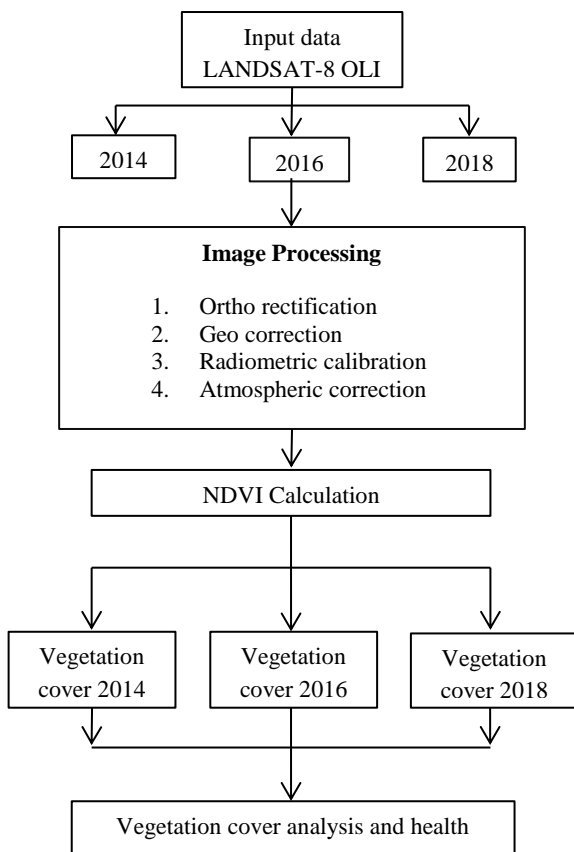 Input data
LANDSAT-8 OLI
2014
2016
2018
Image Processing
1. Ortho rectification
2. Geo correction
3. Radiometric calibration
4. Atmospheric correction
NDVI Calculation
Vegetation
cover 2014
Vegetation
cover 2016
Vegetation
cover 2018
Vegetation cover analysis and health